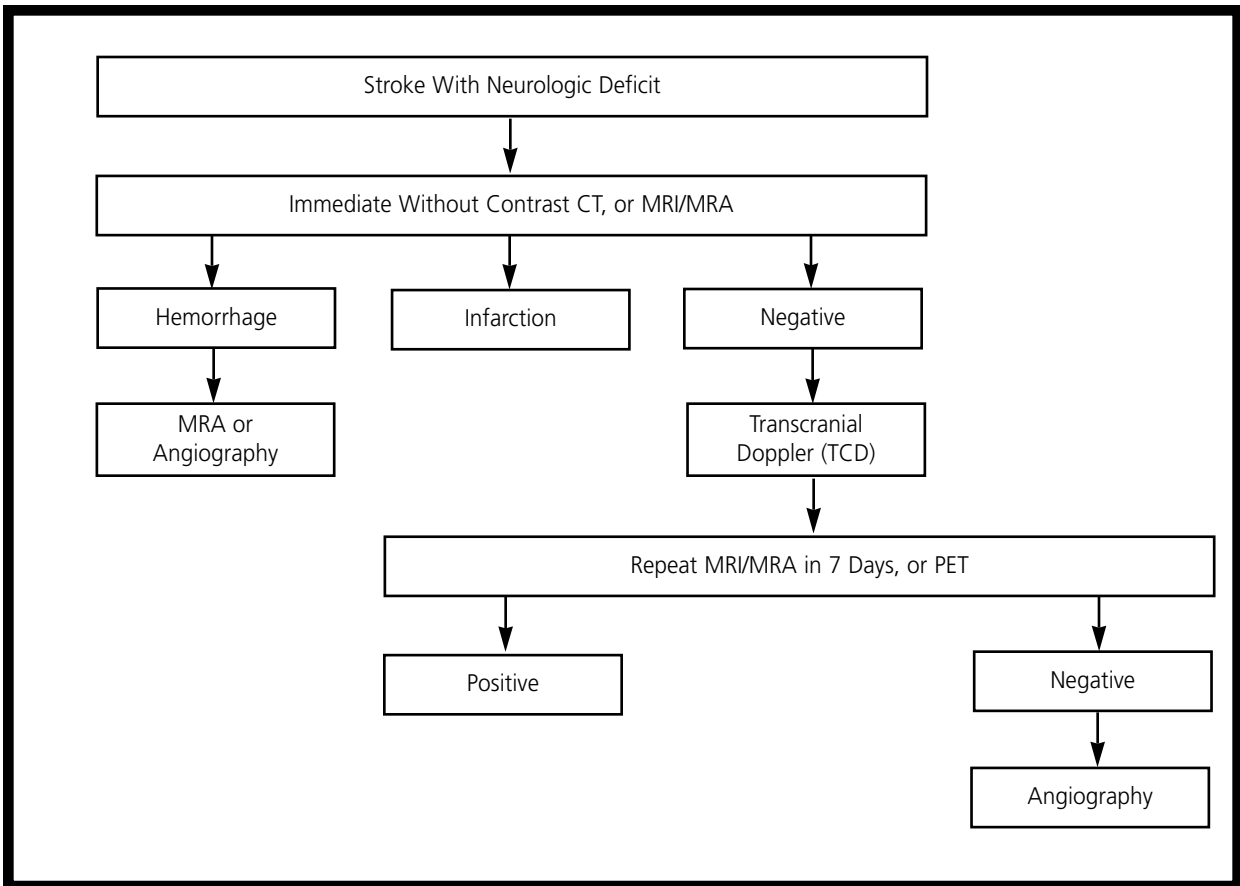 Stroke With Neurologic Deficit
Immediate Without Contrast CT, or MRI/MRA
Hemorrhage
Infarction
Negative
MRA or
Angiography
Transcranial
Doppler (TCD)
Repeat MRI/MRA in 7 Days, or PET
Positive
Negative
Angiography